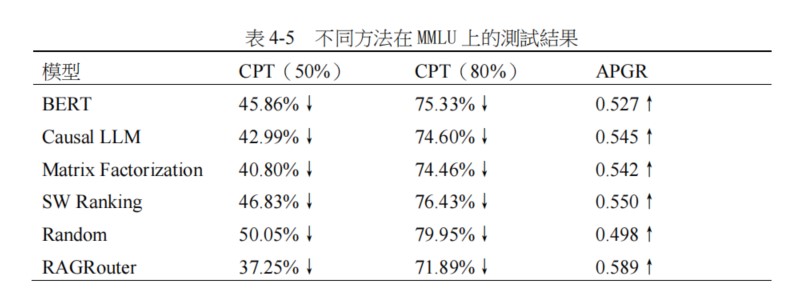 表 4-5 不同方法在 MMLU 上的測試結果
模型 CPT（50%） CPT（80%） APGR
BERT 45.86%↓ 75.33%↓ 0.527↑
Causal LLM 42.99%↓ 74.60%↓ 0.545↑
Matrix Factorization 40.80%↓ 74.46%↓ 0.542↑
SW Ranking 46.83%↓ 76.43%↓ 0.550↑
Random 50.05%↓ 79.95%↓ 0.498↑
RAGRouter 37.25%↓ 71.89%↓ 0.589↑